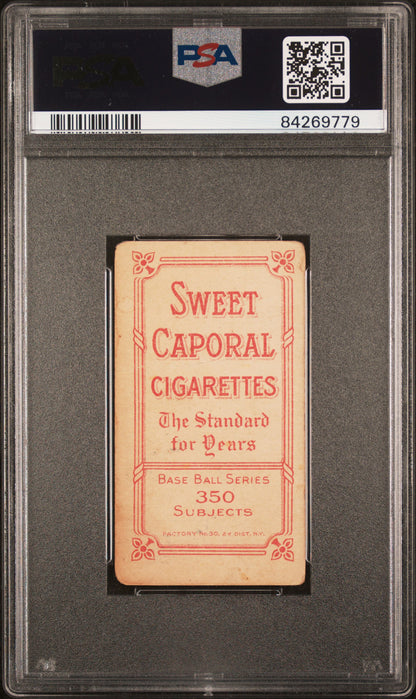 PSA
84269779
SWEET
CAPORAL
CIGARETTES
The Standard
for Years
BASE BALL SERIES
350
SUBJECTS
FACTORY No. 30, 2d DIST. N.Y.